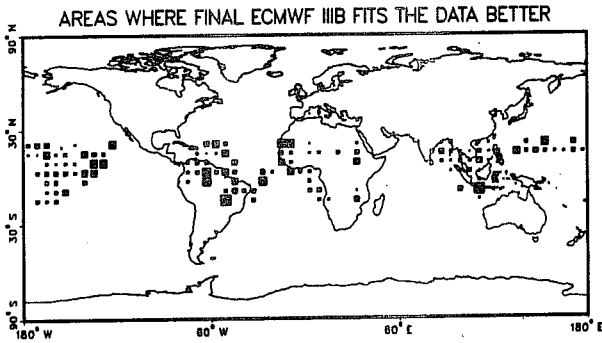 AREAS WHERE FINAL ECMWF IIIB FITS THE DATA BETTER
90° N
30° N
30° S
90° S
180° W
60° W
60° E
180° E